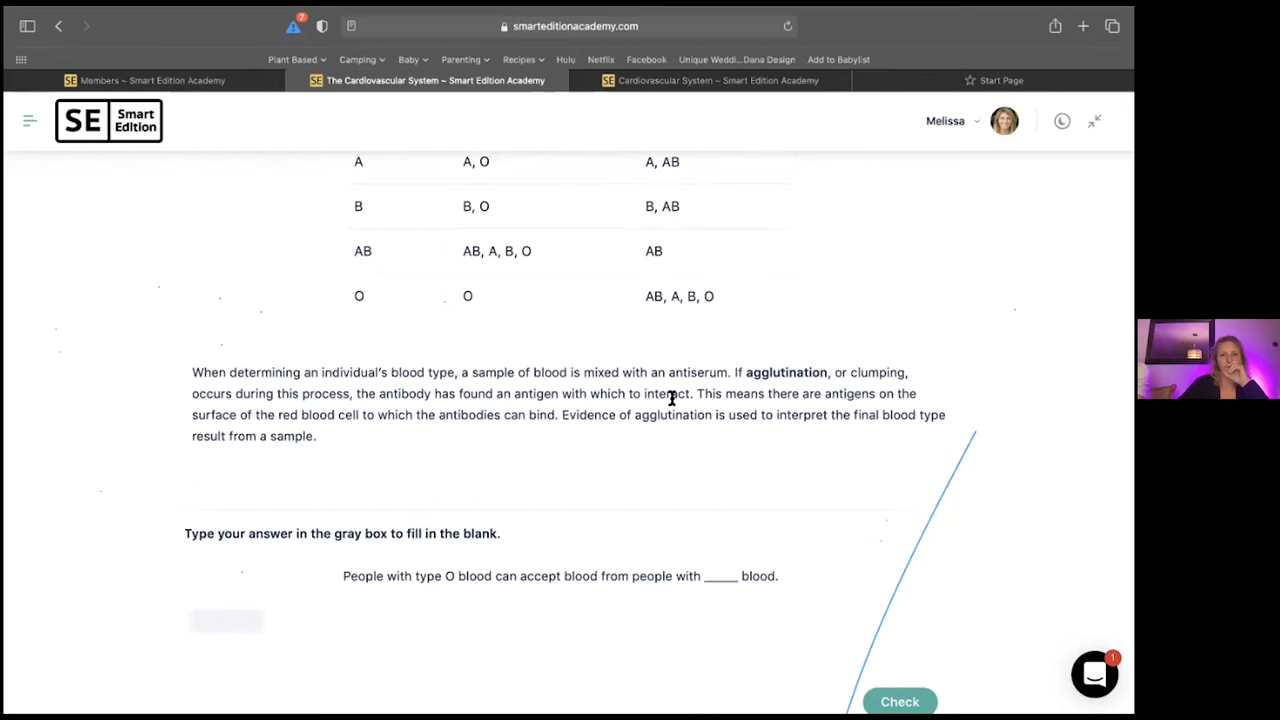 7
smarteditionacademy.com
Plant Based Camping Baby Parenting Recipes Hulu Netflix Facebook Unique Weddi...Dana Design Add to Babylist
SE Members ~ Smart Edition Academy SE The Cardiovascular System ~ Smart Edition Academy SE Cardiovascular System ~ Smart Edition Academy Start Page
SE Smart Edition
Melissa
A A, O A, AB
B B, O B, AB
AB AB, A, B, O AB
O O AB, A, B, O
When determining an individual's blood type, a sample of blood is mixed with an antiserum. If agglutination, or clumping,
occurs during this process, the antibody has found an antigen with which to interact. This means there are antigens on the
surface of the red blood cell to which the antibodies can bind. Evidence of agglutination is used to interpret the final blood type
result from a sample.
Type your answer in the gray box to fill in the blank.
People with type O blood can accept blood from people with _____ blood.
1
Check